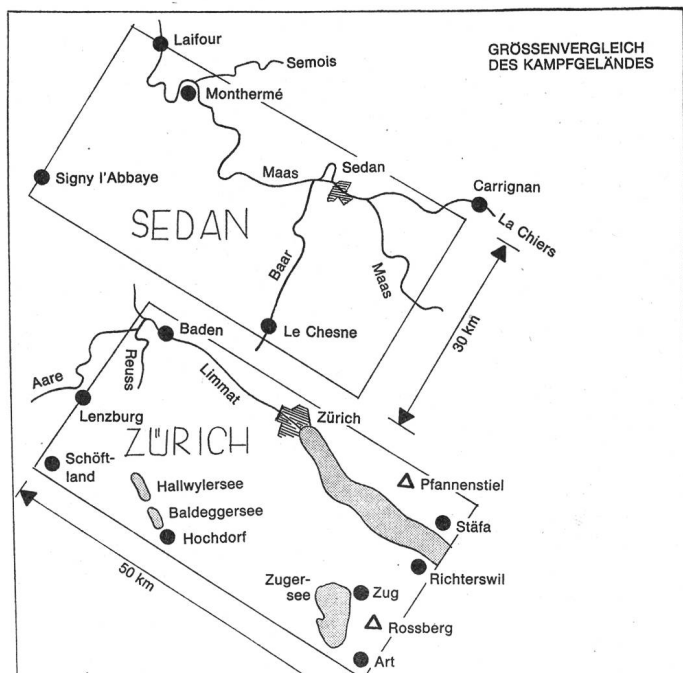 GRÖSSENVERGLEICH
DES KAMPFGELÄNDES
Laifour
Semois
Monthermé
Sedan
Maas
Signy l'Abbaye
Carrignan
SEDAN
La Chiers
Baar
Maas
30 km
Le Chesne
Baden
Aare
Reuss
Limmat
Lenzburg
Zürich
ZÜRICH
Schöft-
land
Hallwylersee
Pfannenstiel
Baldeggersee
Stäfa
Hochdorf
50 km
Richterswil
Zuger-
see
Zug
Rossberg
Art